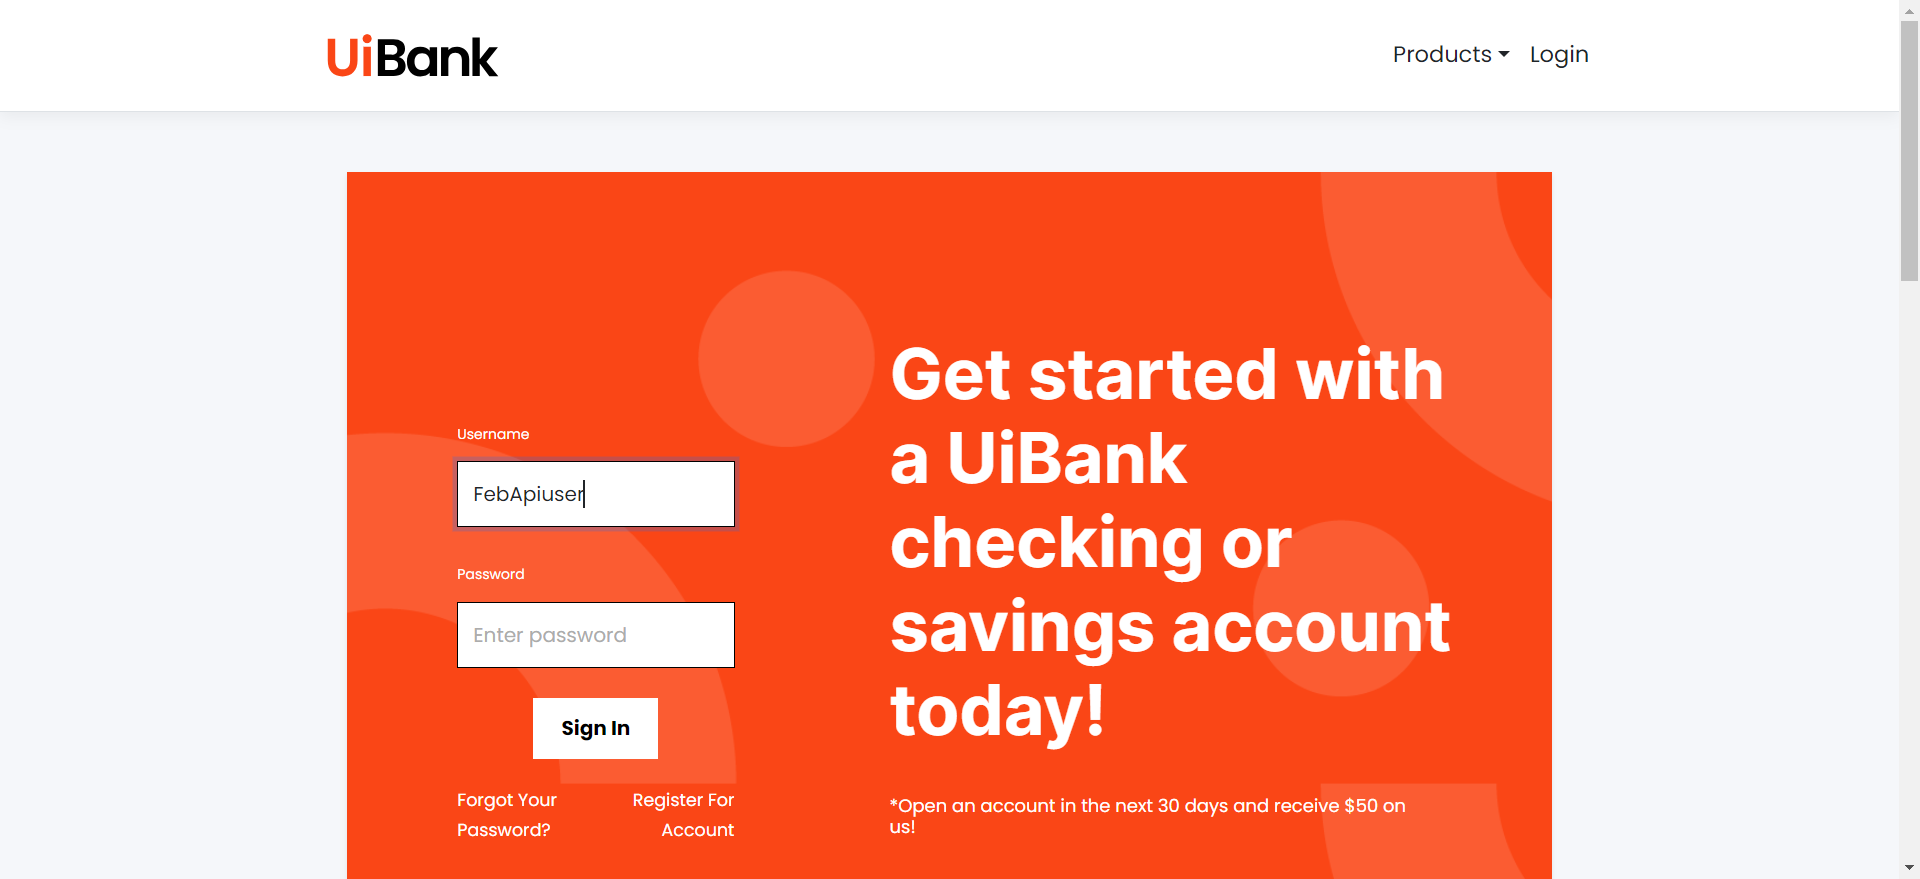 UiBank
Products
Login
Username
FebApiuser
Password
Enter password
Sign In
Forgot Your
Password?
Register For
Account
Get started with
a UiBank
checking or
savings account
today!
*Open an account in the next 30 days and receive $50 on
us!